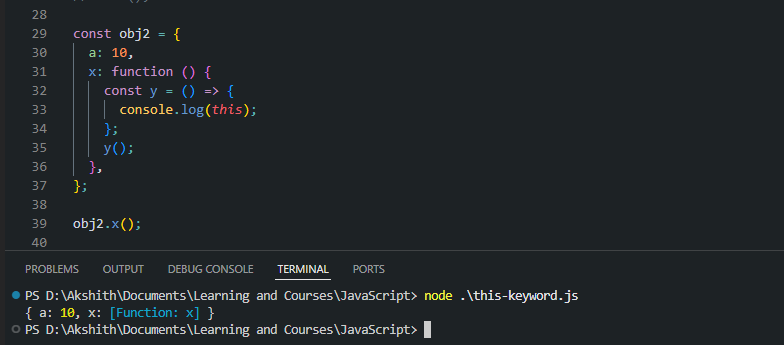 28
29 const obj2 = {
30 a: 10,
31 x: function () {
32 const y = () => {
33 console.log(this);
34 };
35 y();
36 },
37 };
38
39 obj2.x();
40
PROBLEMS OUTPUT DEBUG CONSOLE TERMINAL PORTS
PS D:\Akshith\Documents\Learning and Courses\JavaScript> node .\this-keyword.js
{ a: 10, x: [Function: x] }
PS D:\Akshith\Documents\Learning and Courses\JavaScript>